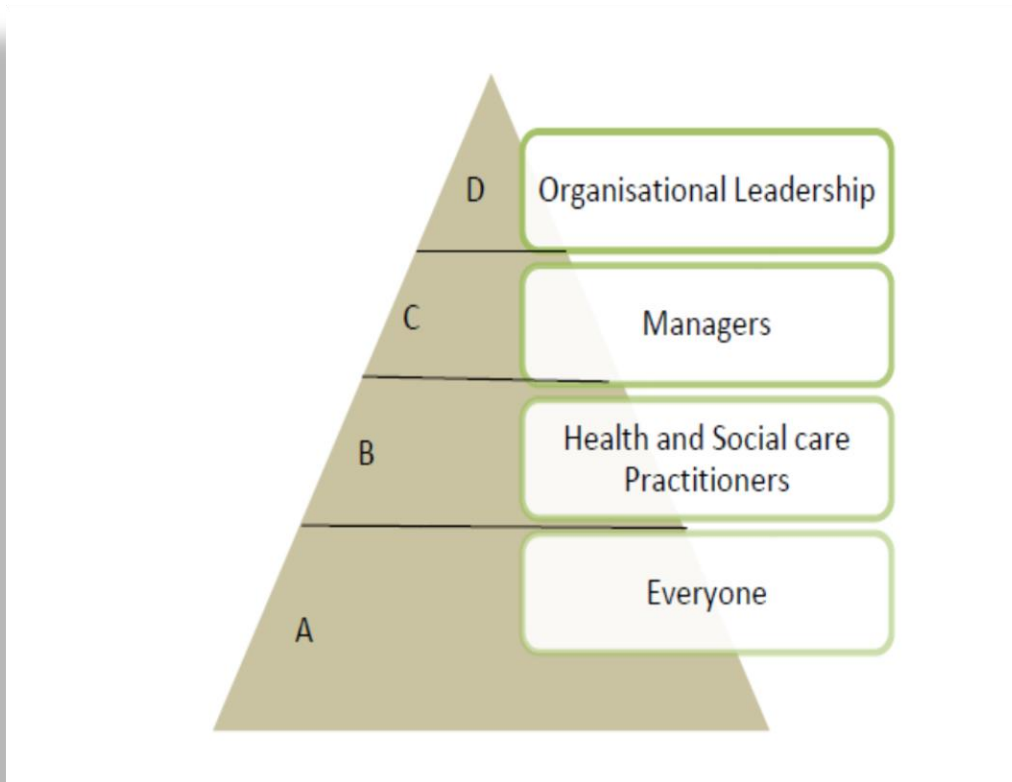 D
Organisational Leadership
C
Managers
B
Health and Social care
Practitioners
A
Everyone